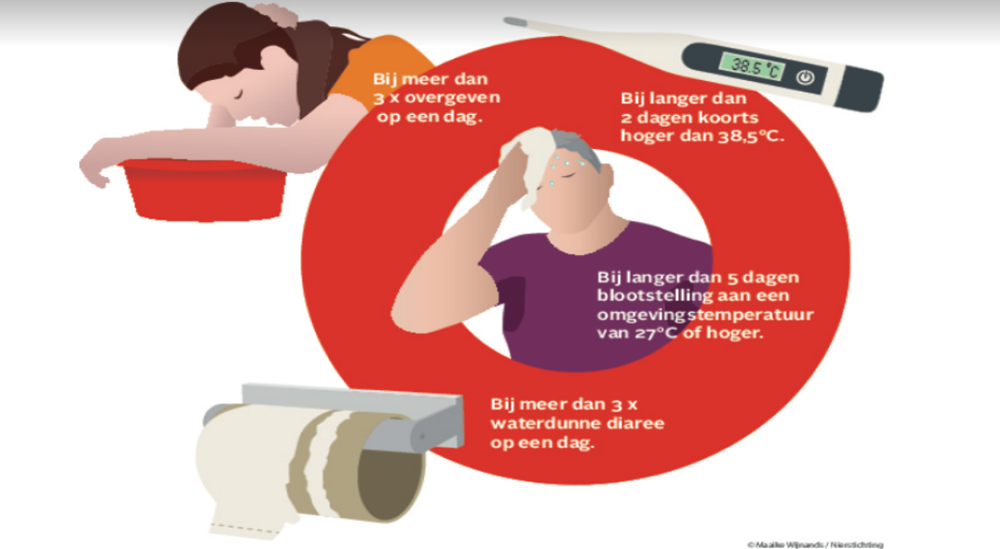 Bij meer dan
3 x overgeven
op een dag.
38.5 °C
Bij langer dan
2 dagen koorts
hoger dan 38,5°C.
Bij langer dan 5 dagen
blootstelling aan een
omgevingstemperatuur
van 27°C of hoger.
Bij meer dan 3 x
waterdunne diaree
op een dag.
© Maaike Wijnands / Nierstichting